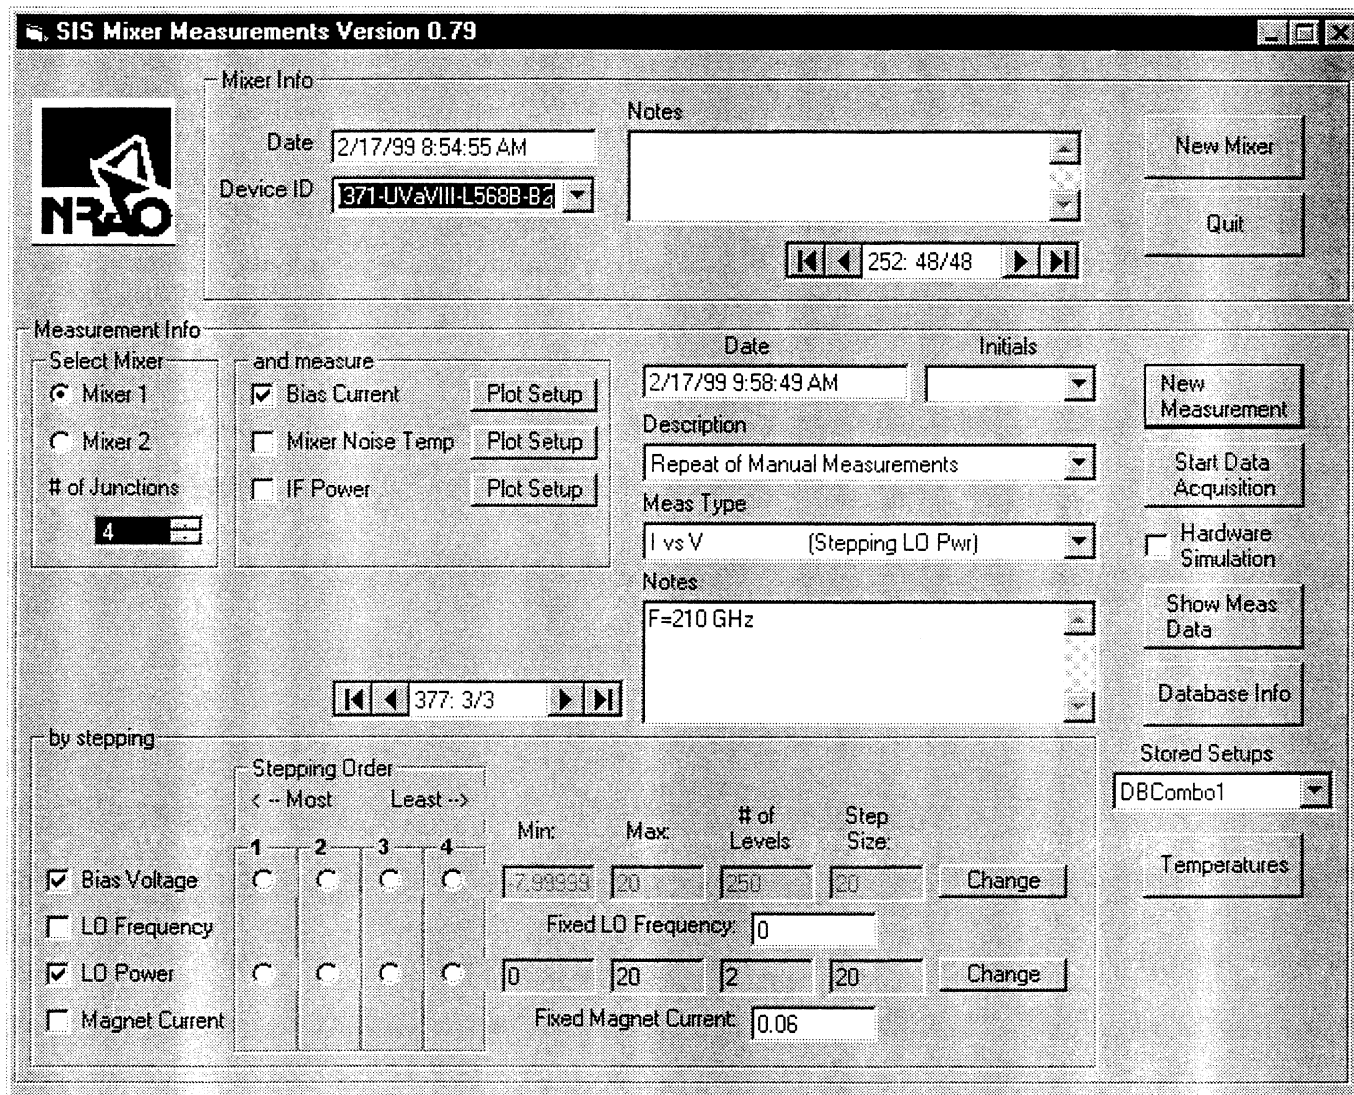 SIS Mixer Measurements Version 0.79
NRAO
Mixer Info
Date 2/17/99 8:54:55 AM
Device ID 371-UVaVIII-L568B-B2
Notes
252: 48/48
New Mixer
Quit
Measurement Info
Select Mixer
Mixer 1
Mixer 2
# of Junctions
4
and measure
Bias Current Plot Setup
Mixer Noise Temp Plot Setup
IF Power Plot Setup
377: 3/3
Date Initials
2/17/99 9:58:49 AM
Description
Repeat of Manual Measurements
Meas Type
I vs V (Stepping LO Pwr)
Notes
F=210 GHz
New
Measurement
Start Data
Acquisition
Hardware
Simulation
Show Meas
Data
Database Info
Stored Setups
DBCombo1
Temperatures
by stepping
Stepping Order
< -- Most Least -->
1 2 3 4
Min: Max: # of Levels Step Size:
Bias Voltage -7.99999 20 250 20 Change
LO Frequency Fixed LO Frequency: 0
LO Power 0 20 2 20 Change
Magnet Current Fixed Magnet Current: 0.06